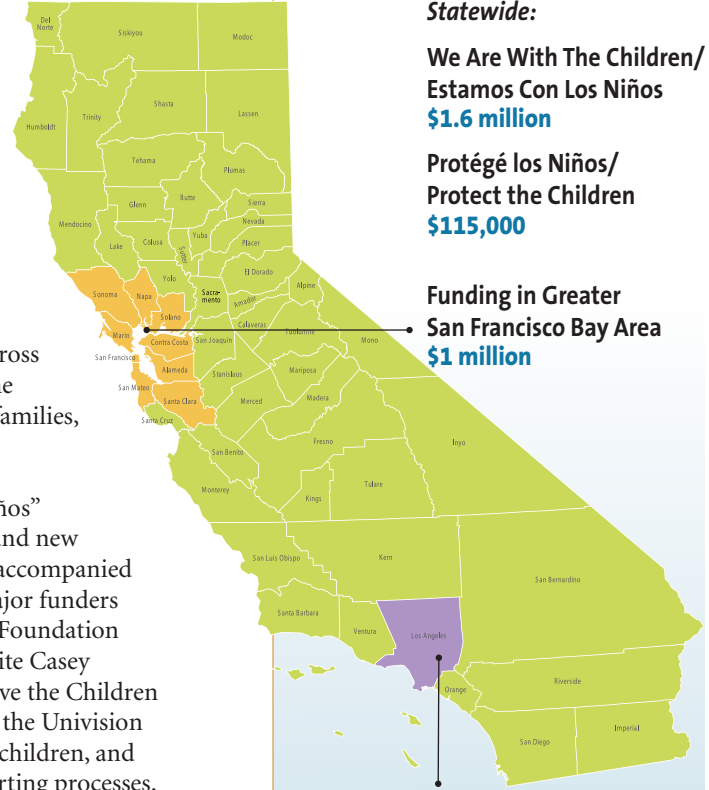 Statewide:
We Are With The Children/
Estamos Con Los Niños
$1.6 million
Protégé los Niños/
Protect the Children
$115,000
Funding in Greater
San Francisco Bay Area
$1 million
ross
e
families,
ños”
and new
accompanied
ajor funders
Foundation
ite Casey
ve the Children
the Univision
children, and
rting processes,
Del
Norte
Siskiyou
Modoc
Humboldt
Trinity
Shasta
Lassen
Tehama
Plumas
Mendocino
Glenn
Butte
Sierra
Nevada
Lake
Colusa
Sutter
Yuba
Placer
Sonoma
Napa
Yolo
Sacra-
mento
El Dorado
Alpine
Solano
Amador
Marin
Contra Costa
San Joaquin
Calaveras
Tuolumne
Mono
San Francisco
Alameda
Stanislaus
Mariposa
San Mateo
Santa Clara
Merced
Madera
Santa Cruz
San Benito
Fresno
Inyo
Monterey
Kings
Tulare
San Luis Obispo
Kern
San Bernardino
Santa Barbara
Ventura
Los Angeles
Orange
Riverside
San Diego
Imperial